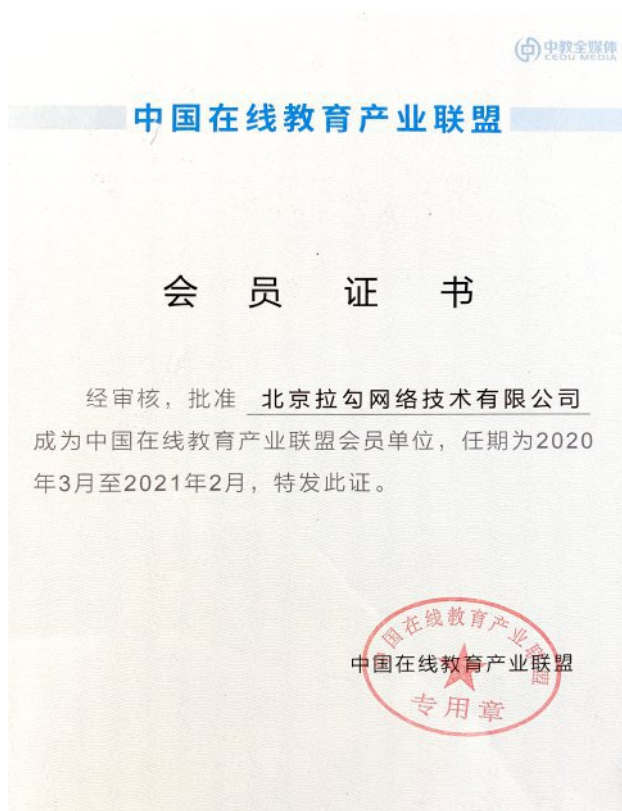 中教全媒体
CEDU MEDIA
中国在线教育产业联盟
会员证书
经审核，批准 北京拉勾网络技术有限公司
成为中国在线教育产业联盟会员单位，任期为2020
年3月至2021年2月，特发此证。
中国在线教育产业联盟
中国在线教育产业联盟
专用章